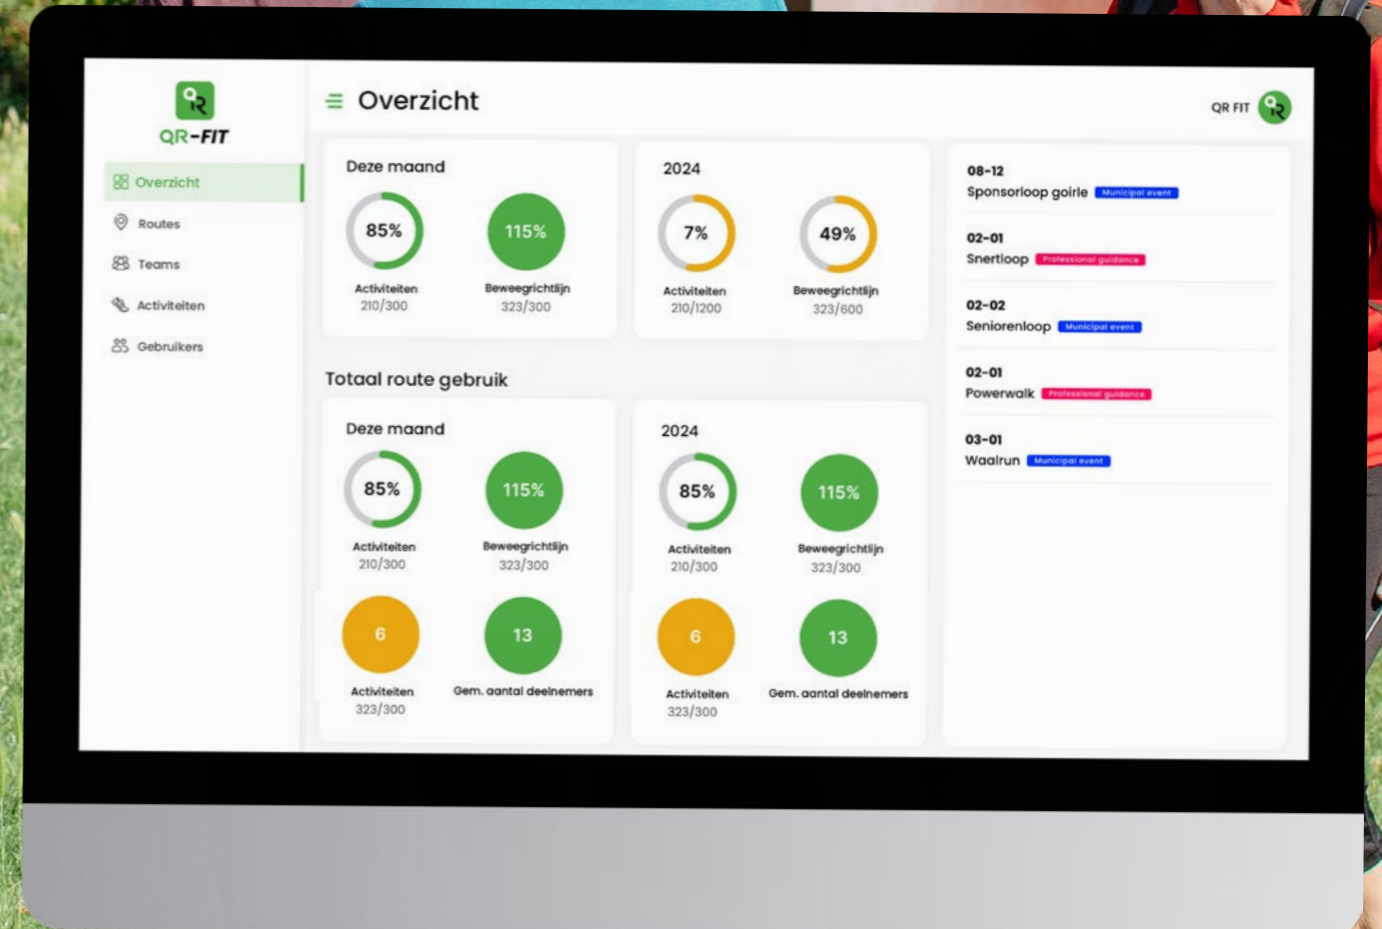 QR-FIT
Overzicht
Routes
Teams
Activiteiten
Gebruikers
Overzicht
QR FIT
Deze maand
85%
115%
Activiteiten
Beweegrichtlijn
210/300
323/300
2024
7%
49%
Activiteiten
Beweegrichtlijn
210/1200
323/600
Totaal route gebruik
Deze maand
85%
115%
Activiteiten
Beweegrichtlijn
210/300
323/300
6
13
Activiteiten
Gem. aantal deelnemers
323/300
2024
85%
115%
Activiteiten
Beweegrichtlijn
210/300
323/300
6
13
Activiteiten
Gem. aantal deelnemers
323/300
08-12
Sponsorloop goirle Municipal event
02-01
Snertloop Professional guidance
02-02
Seniorenloop Municipal event
02-01
Powerwalk Professional guidance
03-01
Waalrun Municipal event